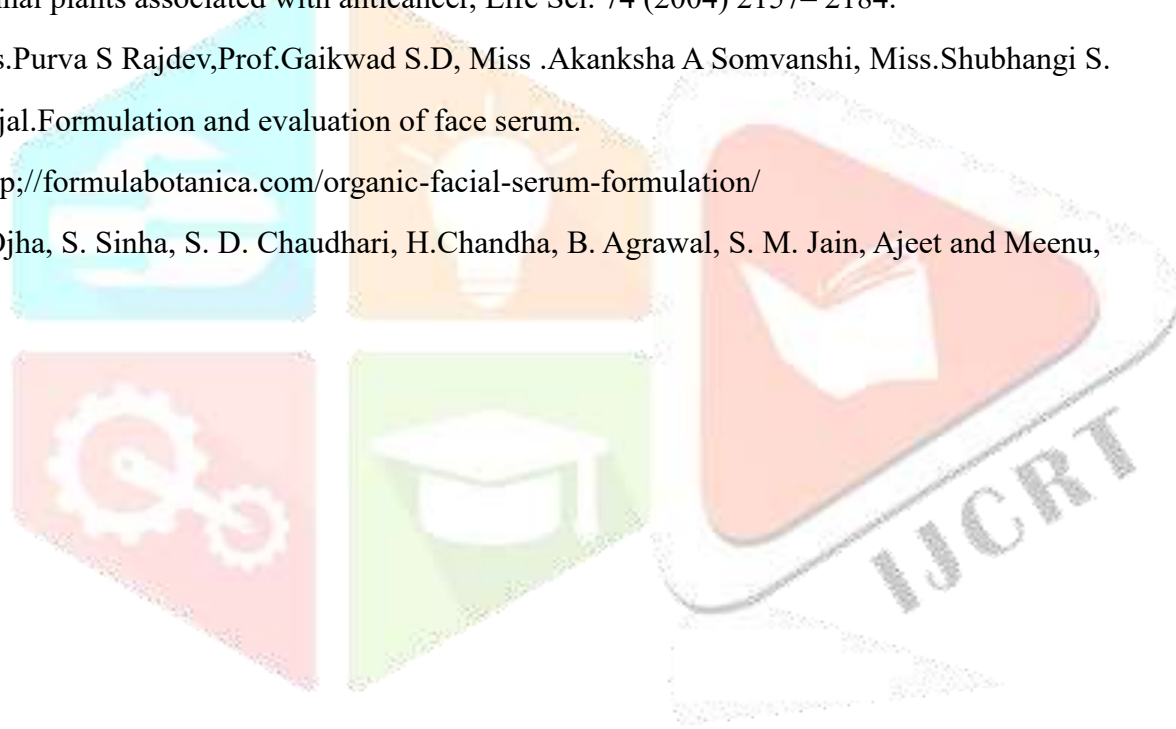 plants associated with anticancer, Life Sci. 74 (2004) 2157– 2184.
s.Purva S Rajdev,Prof.Gaikwad S.D, Miss .Akanksha A Somvanshi, Miss.Shubhangi S.
jal.Formulation and evaluation of face serum.
p;//formulabotanica.com/organic-facial-serum-formulation/
jha, S. Sinha, S. D. Chaudhari, H.Chandha, B. Agrawal, S. M. Jain, Ajeet and Meenu,
IJCRT